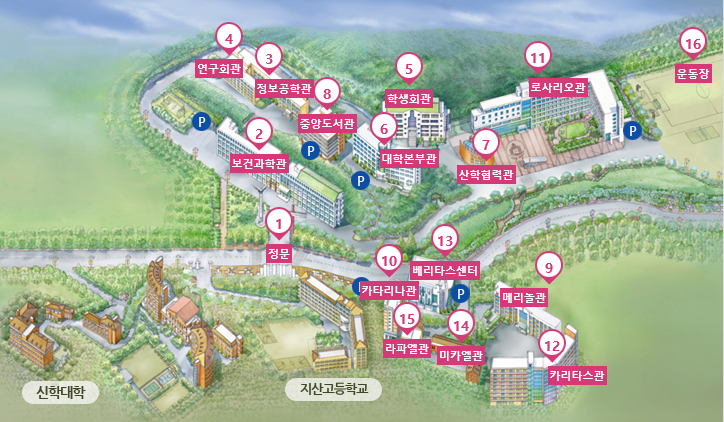 4
연구회관
3
정보공학관
8
중앙도서관
5
학생회관
6
대학본부관
11
로사리오관
16
운동장
7
산학협력관
2
보건과학관
P
P
P
P
1
정문
13
베리타스센터
10
카타리나관
P
P
9
메리놀관
15
라파엘관
14
미카엘관
12
카리타스관
신학대학
지산고등학교